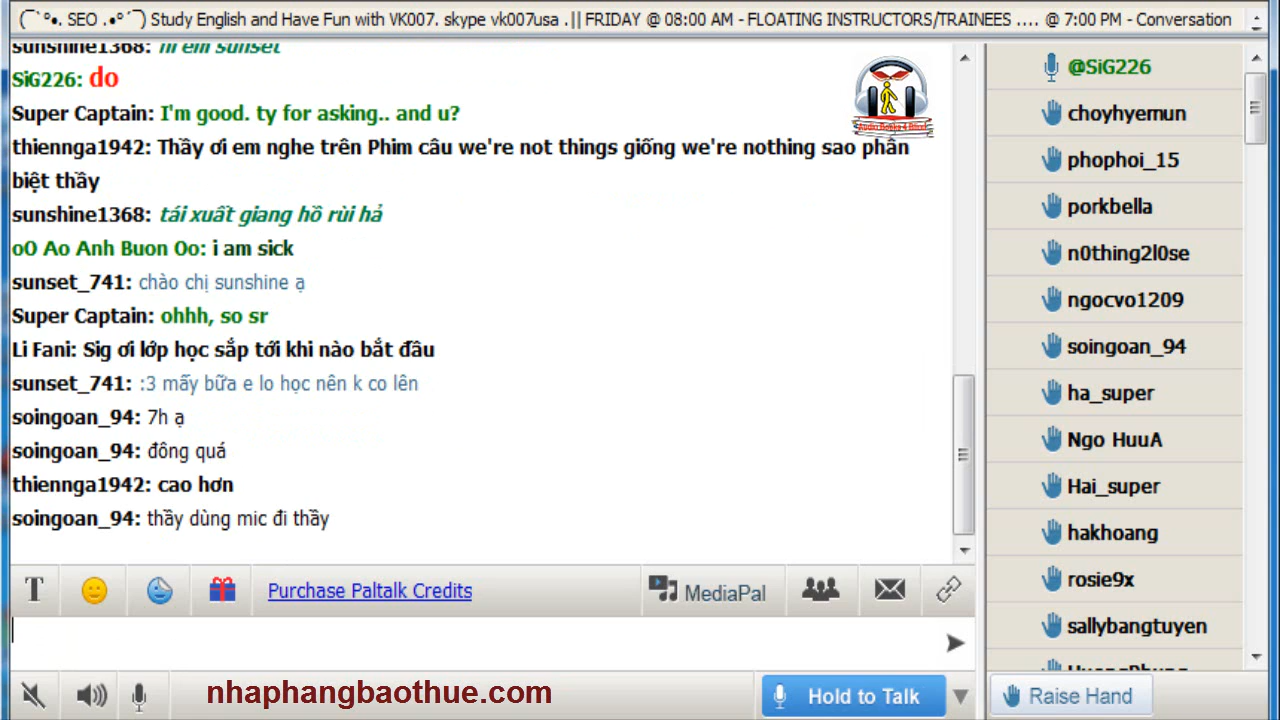 (¯`°•. SEO .•°´¯) Study English and Have Fun with VK007. skype vk007usa .|| FRIDAY @ 08:00 AM - FLOATING INSTRUCTORS/TRAINEES .... @ 7:00 PM - Conversation
sunshine1368: hi em sunset
SiG226: do
Super Captain: I'm good. ty for asking.. and u?
thiennga1942: Thầy ơi em nghe trên Phim câu we're not things giống we're nothing sao phân
biệt thầy
sunshine1368: tái xuất giang hồ rùi hả
oO Ao Anh Buon Oo: i am sick
sunset_741: chào chị sunshine ạ
Super Captain: ohhh, so sr
Li Fani: Sig ơi lớp học sắp tới khi nào bắt đầu
sunset_741: :3 mấy bữa e lo học nên k co lên
soingoan_94: 7h ạ
soingoan_94: đông quá
thiennga1942: cao hơn
soingoan_94: thầy dùng mic đi thầy
T
Purchase Paltalk Credits
MediaPal
nhaphangbaothue.com
Hold to Talk
@SiG226
choyhyemun
phophoi_15
porkbella
n0thing2l0se
ngocvo1209
soingoan_94
ha_super
Ngo HuuA
Hai_super
hakhoang
rosie9x
sallybangtuyen
HuongPhung
Raise Hand